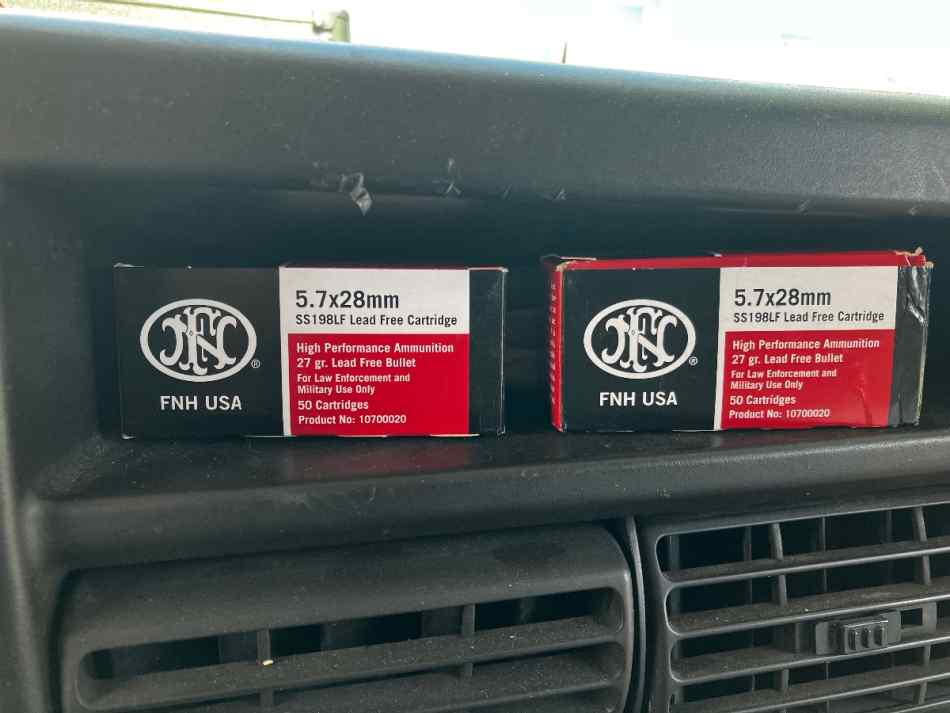 FN
®
FNH USA
5.7x28mm
SS198LF Lead Free Cartridge
High Performance Ammunition
27 gr. Lead Free Bullet
For Law Enforcement and
Military Use Only
50 Cartridges
Product No: 10700020
FN
®
FNH USA
5.7x28mm
SS198LF Lead Free Cartridge
High Performance Ammunition
27 gr. Lead Free Bullet
For Law Enforcement and
Military Use Only
50 Cartridges
Product No: 10700020